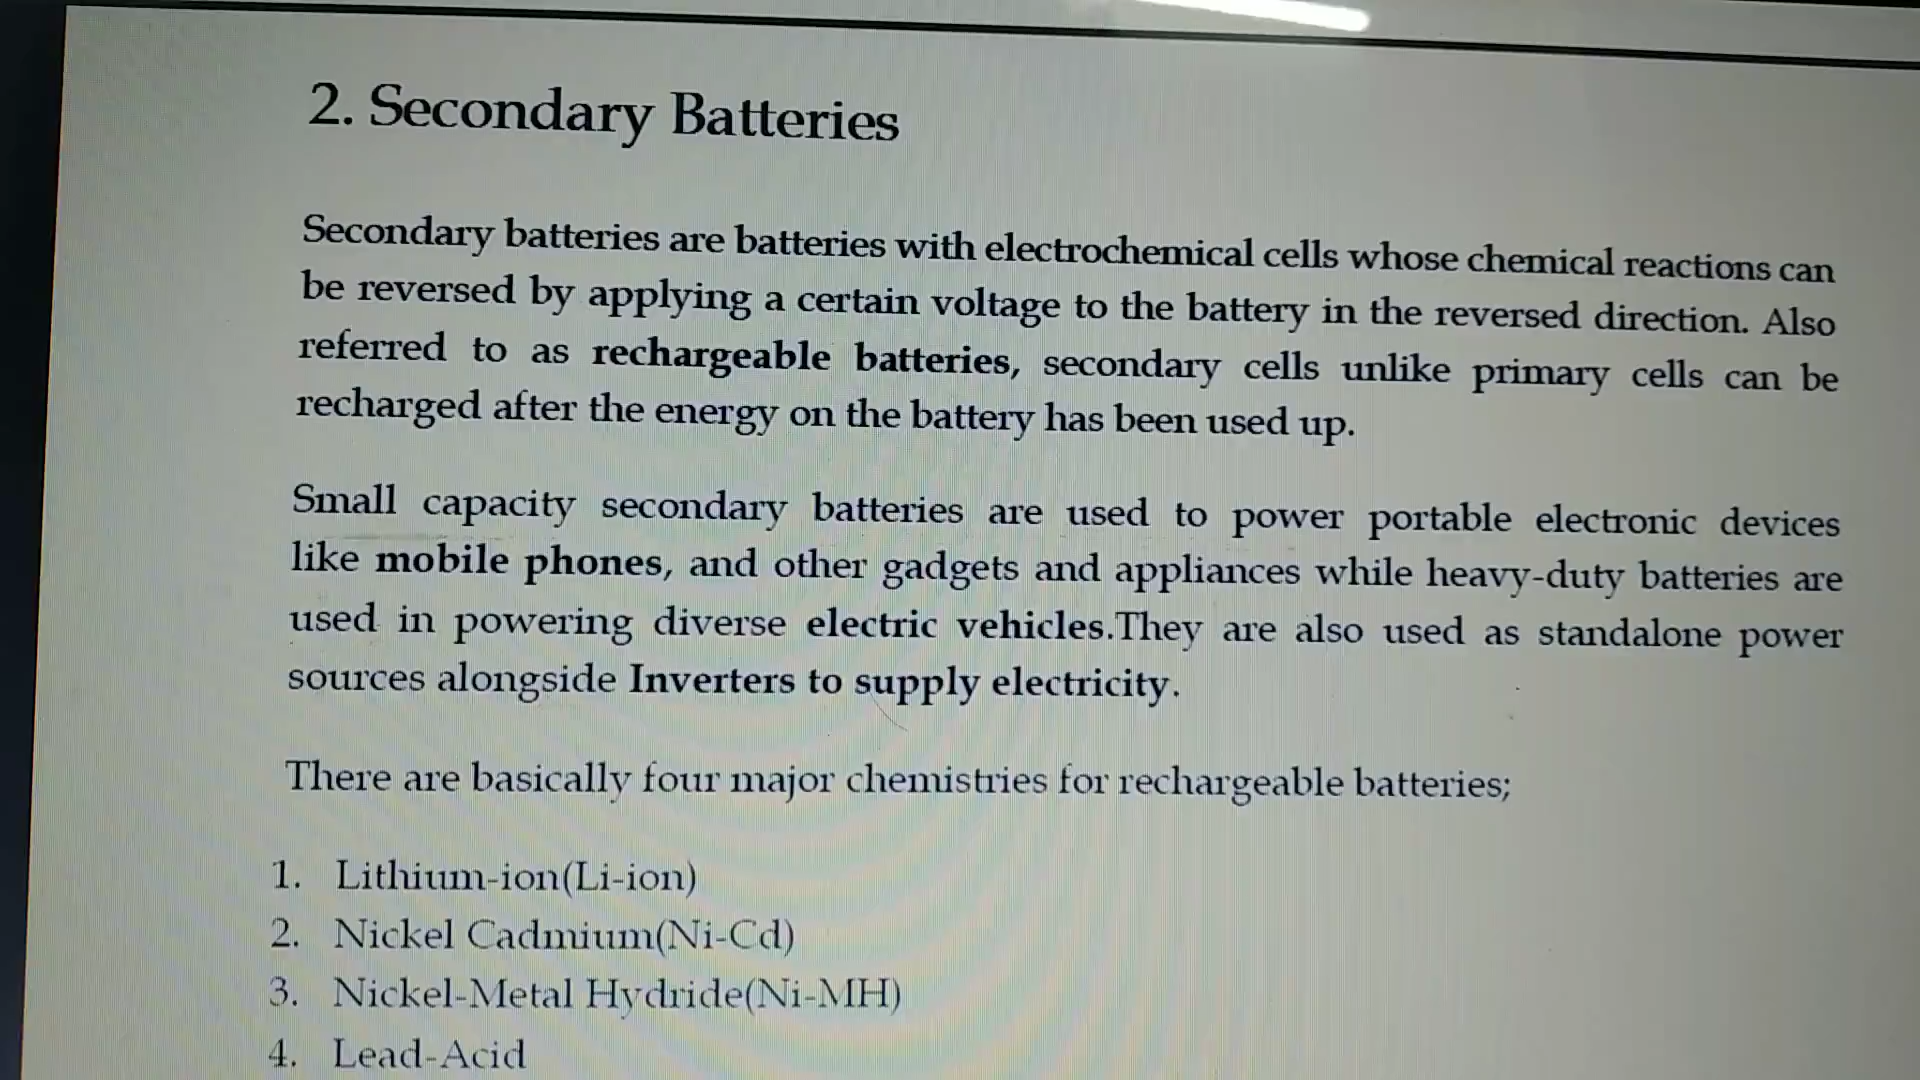 2. Secondary Batteries
Secondary batteries are batteries with electrochemical cells whose chemical reactions can
be reversed by applying a certain voltage to the battery in the reversed direction. Also
referred to as rechargeable batteries, secondary cells unlike primary cells can be
recharged after the energy on the battery has been used up.
Small capacity secondary batteries are used to power portable electronic devices
like mobile phones, and other gadgets and appliances while heavy-duty batteries are
used in powering diverse electric vehicles.They are also used as standalone power
sources alongside Inverters to supply electricity.
There are basically four major chemistries for rechargeable batteries;
1. Lithium-ion(Li-ion)
2. Nickel Cadmium(Ni-Cd)
3. Nickel-Metal Hydride(Ni-MH)
4. Lead-Acid